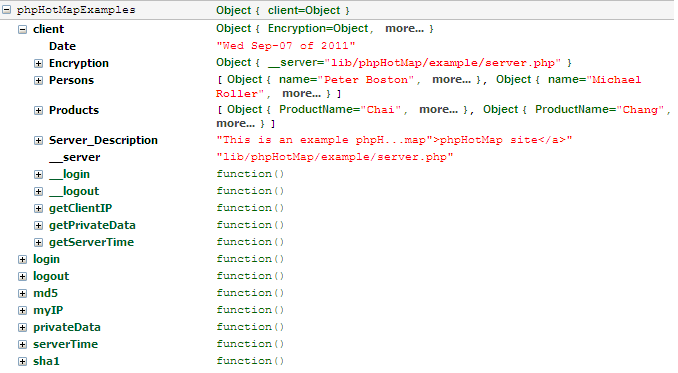 phpHotMapExamples Object { client=Object }
client Object { Encryption=Object, more... }
Date "Wed Sep-07 of 2011"
Encryption Object { __server="lib/phpHotMap/example/server.php" }
Persons [ Object { name="Peter Boston", more... }, Object { name="Michael
Roller", more... } ]
Products [ Object { ProductName="Chai", more... }, Object { ProductName="Chang",
more... } ]
Server_Description "This is an example phpH...map">phpHotMap site</a>"
__server "lib/phpHotMap/example/server.php"
__login function()
__logout function()
getClientIP function()
getPrivateData function()
getServerTime function()
login function()
logout function()
md5 function()
myIP function()
privateData function()
serverTime function()
sha1 function()